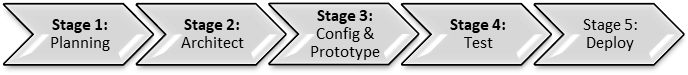 Stage 1:
Planning
Stage 2:
Architect
Stage 3:
Config &
Prototype
Stage 4:
Test
Stage 5:
Deploy